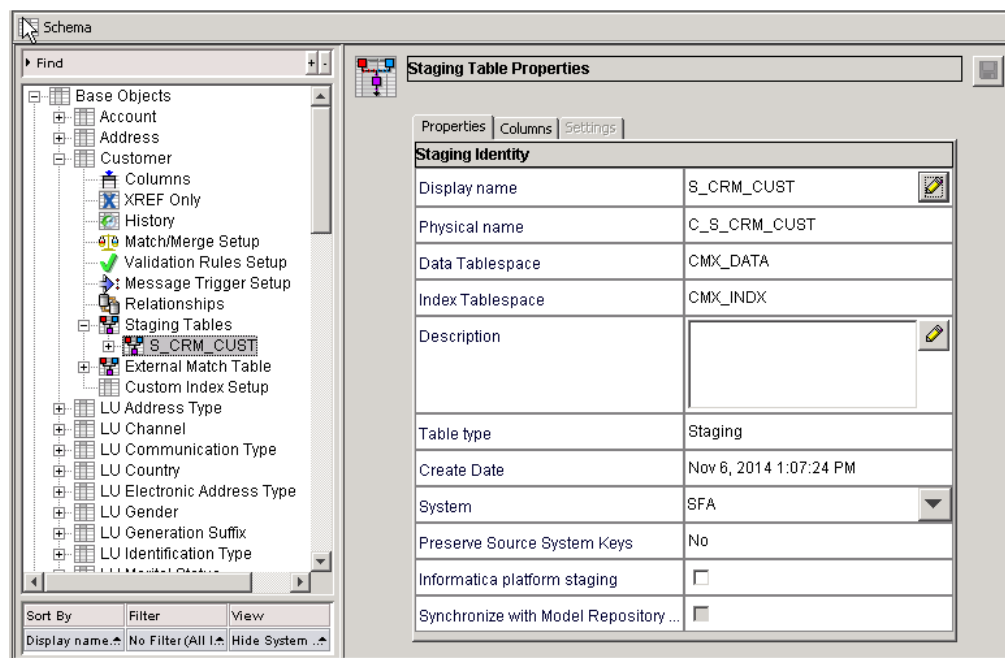 Schema
Find
+ -
Base Objects
Account
Address
Customer
Columns
XREF Only
History
Match/Merge Setup
Validation Rules Setup
Message Trigger Setup
Relationships
Staging Tables
S_CRM_CUST
External Match Table
Custom Index Setup
LU Address Type
LU Channel
LU Communication Type
LU Country
LU Electronic Address Type
LU Gender
LU Generation Suffix
LU Identification Type
Sort By Filter View
Display name... No Filter (All I... Hide System ...
Staging Table Properties
Properties Columns Settings
Staging Identity
Display name S_CRM_CUST
Physical name C_S_CRM_CUST
Data Tablespace CMX_DATA
Index Tablespace CMX_INDX
Description
Table type Staging
Create Date Nov 6, 2014 1:07:24 PM
System SFA
Preserve Source System Keys No
Informatica platform staging
Synchronize with Model Repository ...